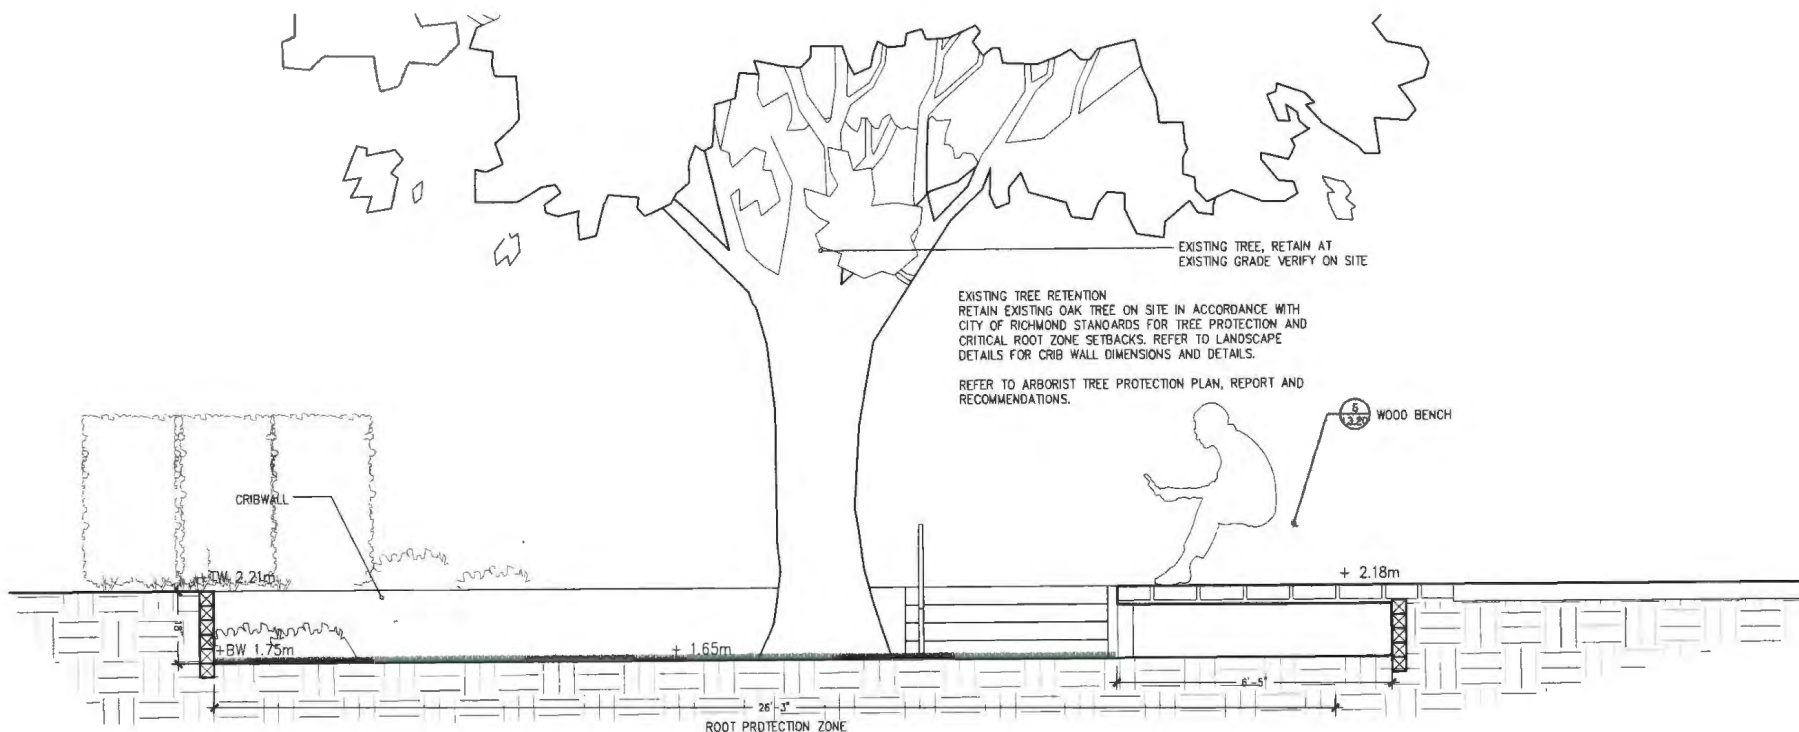 EXISTING TREE, RETAIN AT
EXISTING GRADE VERIFY ON SITE
EXISTING TREE RETENTION
RETAIN EXISTING OAK TREE ON SITE IN ACCORDANCE WITH
CITY OF RICHMOND STANDARDS FOR TREE PROTECTION AND
CRITICAL ROOT ZONE SETBACKS. REFER TO LANDSCAPE
DETAILS FOR CRIB WALL DIMENSIONS AND DETAILS.
REFER TO ARBORIST TREE PROTECTION PLAN, REPORT AND
RECOMMENDATIONS.
WOOD BENCH
CRIBWALL
+TW 2.21m
+ 2.18m
18"
+BW 1.75m
+ 1.65m
6'-5"
26'-3"
ROOT PROTECTION ZONE